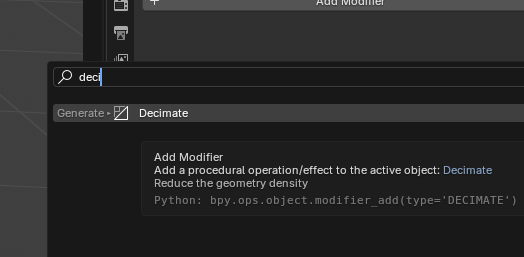 Add Modifier
deci
Generate ▸ Decimate
Add Modifier
Add a procedural operation/effect to the active object: Decimate
Reduce the geometry density
Python: bpy.ops.object.modifier_add(type='DECIMATE')